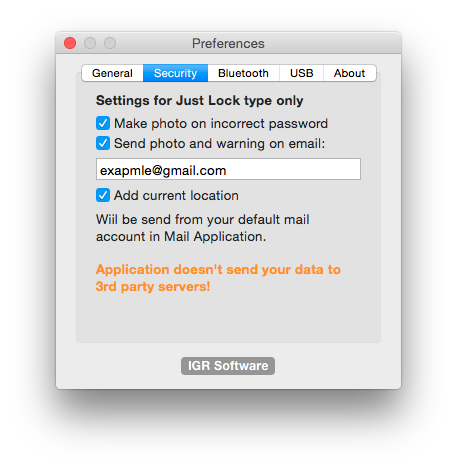 Preferences
General Security Bluetooth USB About
Settings for Just Lock type only
Make photo on incorrect password
Send photo and warning on email:
exapmle@gmail.com
Add current location
Wiil be send from your default mail
account in Mail Application.
Application doesn't send your data to
3rd party servers!
IGR Software